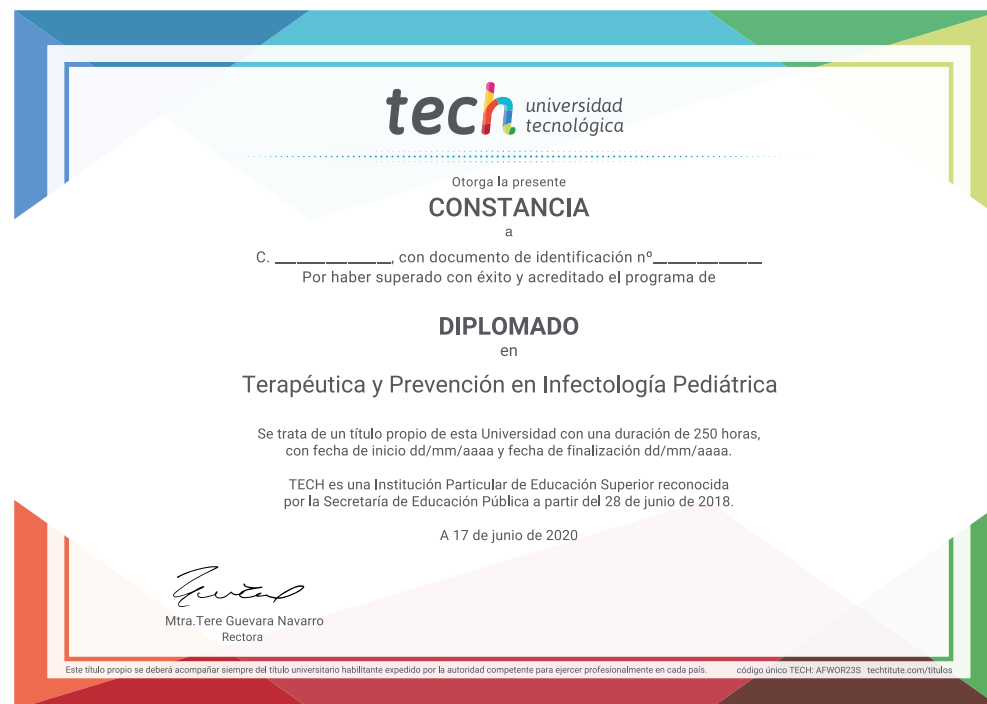 tech universidad
tecnológica
Otorga la presente
CONSTANCIA
a
C. ________________, con documento de identificación nº_______________
Por haber superado con éxito y acreditado el programa de
DIPLOMADO
en
Terapéutica y Prevención en Infectología Pediátrica
Se trata de un título propio de esta Universidad con una duración de 250 horas,
con fecha de inicio dd/mm/aaaa y fecha de finalización dd/mm/aaaa.
TECH es una Institución Particular de Educación Superior reconocida
por la Secretaría de Educación Pública a partir del 28 de junio de 2018.
A 17 de junio de 2020
Mtra.Tere Guevara Navarro
Rectora
Este título propio se deberá acompañar siempre del título universitario habilitante expedido por la autoridad competente para ejercer profesionalmente en cada país. código único TECH: AFWOR23S techtitute.com/titulos